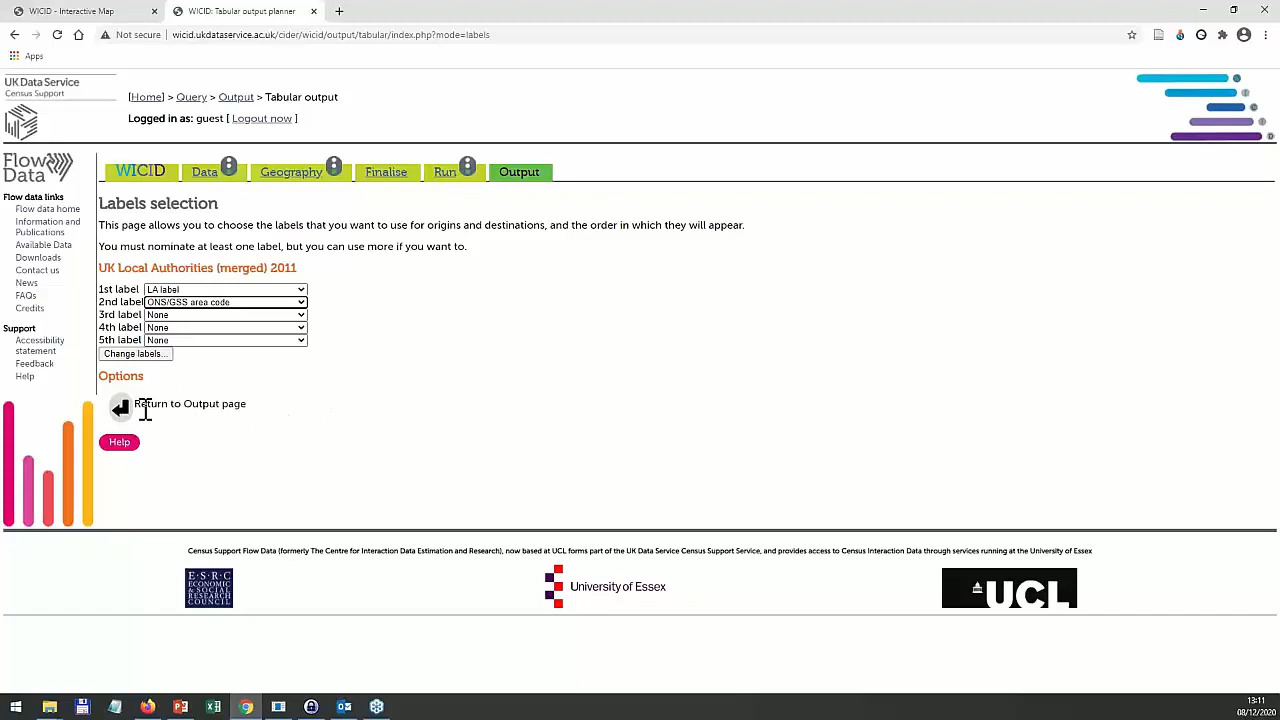 WICID - Interactive Map
WICID: Tabular output planner
Not secure | wicid.ukdataservice.ac.uk/cider/wicid/output/tabular/index.php?mode=labels
Apps
UK Data Service
Census Support
[Home] > Query > Output > Tabular output
Logged in as: guest [ Logout now ]
Flow
Data
WICID
Data
Geography
Finalise
Run
Output
Flow data links
Flow data home
Information and
Publications
Available Data
Downloads
Contact us
News
FAQs
Credits
Support
Accessibility
statement
Feedback
Help
Labels selection
This page allows you to choose the labels that you want to use for origins and destinations, and the order in which they will appear.
You must nominate at least one label, but you can use more if you want to.
UK Local Authorities (merged) 2011
1st label LA label
2nd label ONS/GSS area code
3rd label None
4th label None
5th label None
Change labels...
Options
Return to Output page
Help
Census Support Flow Data (formerly The Centre for Interaction Data Estimation and Research), now based at UCL forms part of the UK Data Service Census Support Service, and provides access to Census Interaction Data through services running at the University of Essex
E·S·R·C
ECONOMIC
& SOCIAL
RESEARCH
COUNCIL
University of Essex
UCL
13:11
08/12/2020